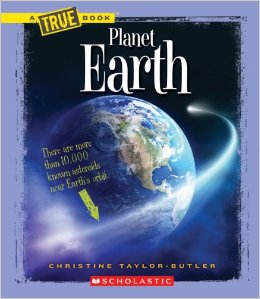 A TRUE BOOK
Planet
Earth
There are more
than 10,000
known asteroids
near Earth's orbit.
CHRISTINE TAYLOR-BUTLER
SCHOLASTIC